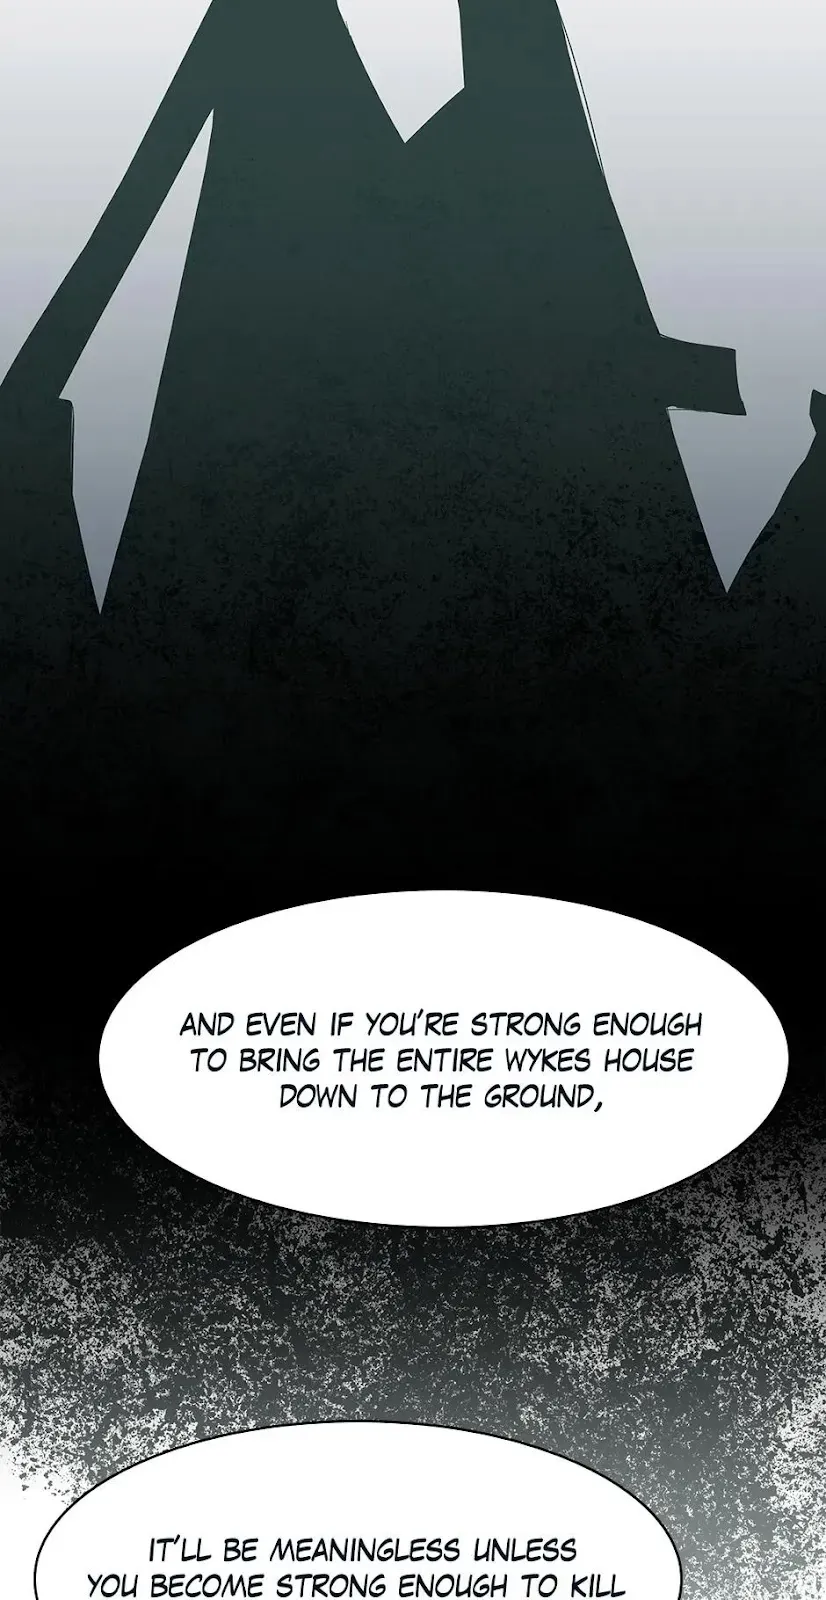 AND EVEN IF YOU'RE STRONG ENOUGH
TO BRING THE ENTIRE WYKES HOUSE
DOWN TO THE GROUND,
IT'LL BE MEANINGLESS UNLESS
YOU BECOME STRONG ENOUGH TO KILL